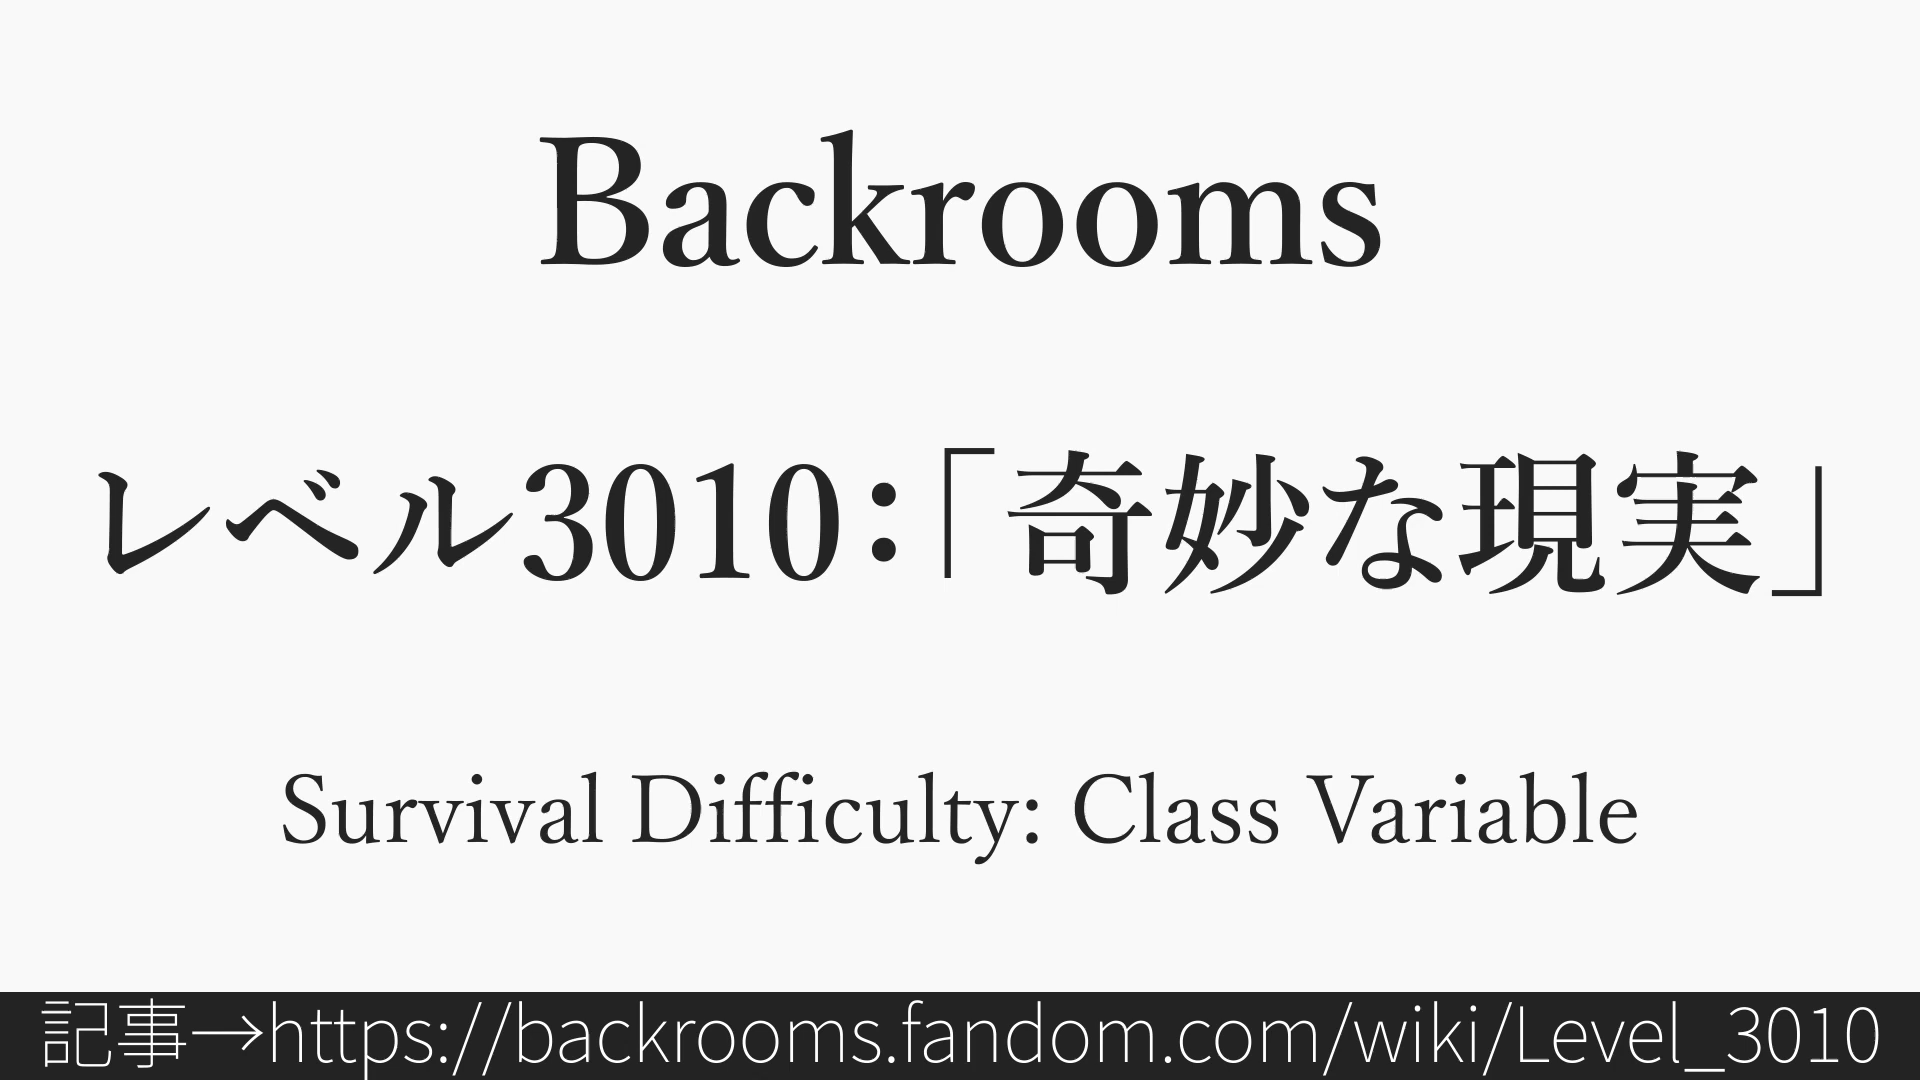 Backrooms
レベル3010：「奇妙な現実」
Survival Difficulty: Class Variable
記事→https://backrooms.fandom.com/wiki/Level_3010